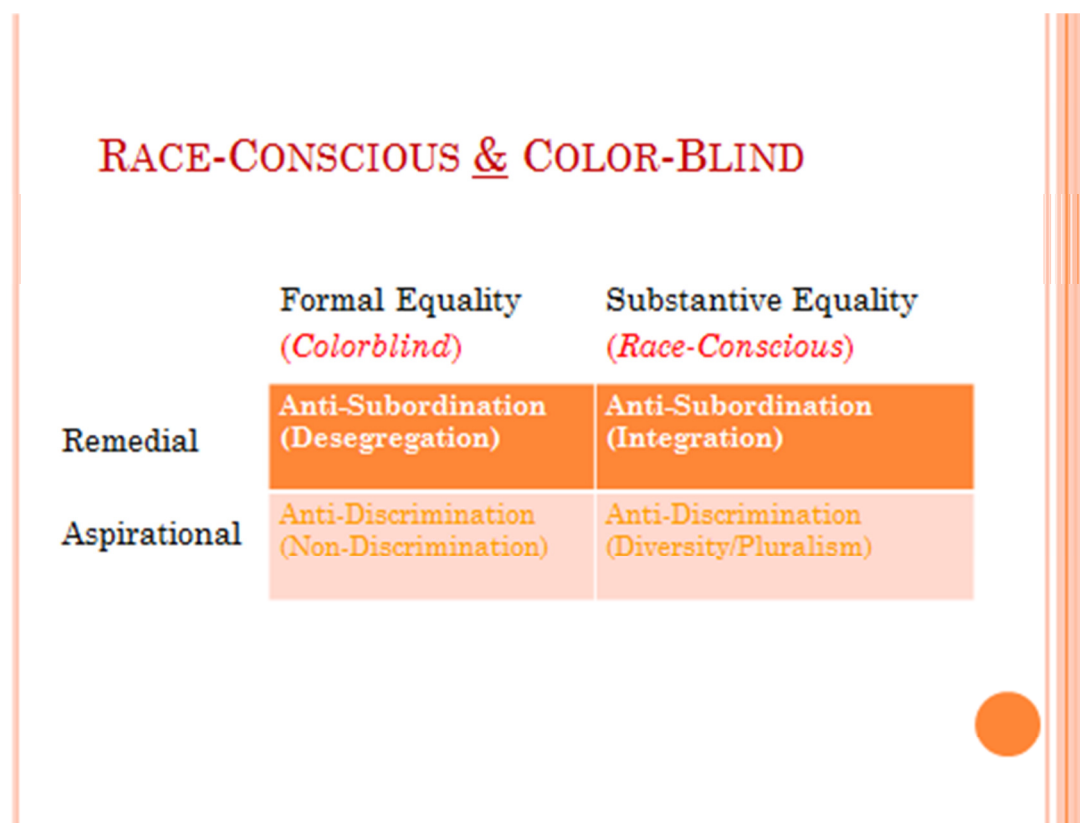 RACE-CONSCIOUS & COLOR-BLIND
Formal Equality Substantive Equality
(Colorblind) (Race-Conscious)
Remedial
Anti-Subordination Anti-Subordination
(Desegregation) (Integration)
Aspirational
Anti-Discrimination Anti-Discrimination
(Non-Discrimination) (Diversity/Pluralism)